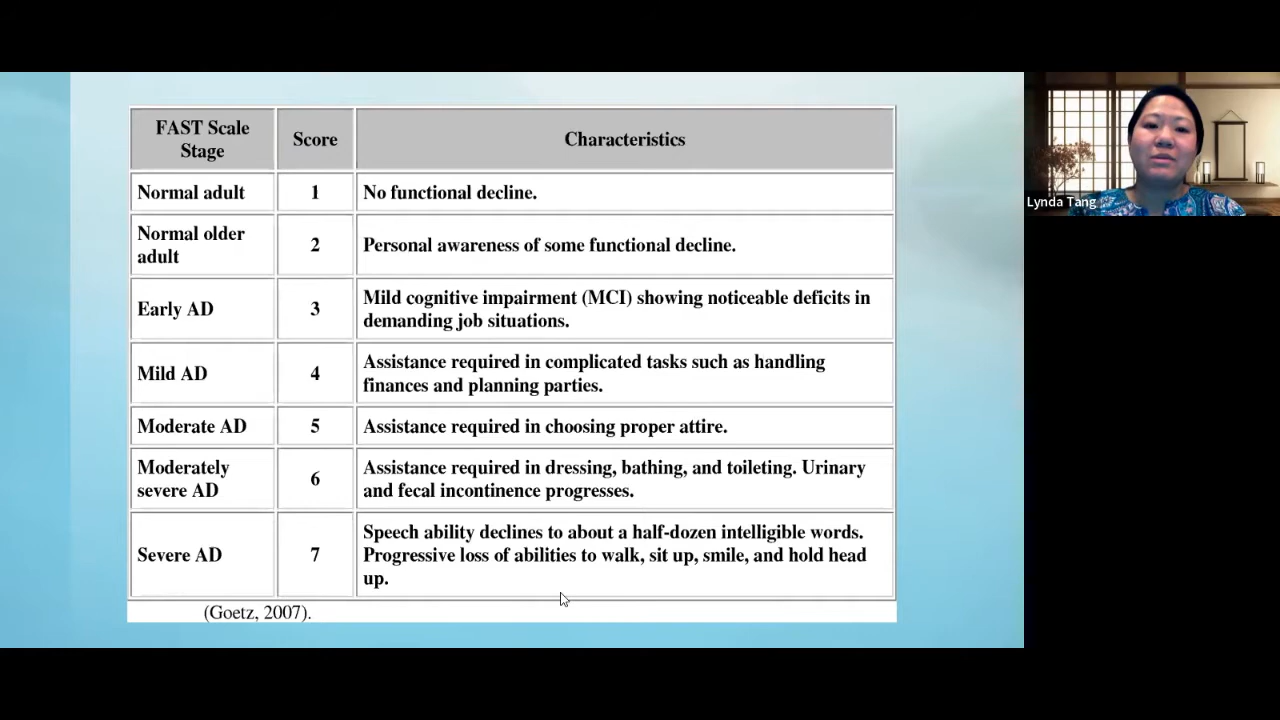 FAST Scale
Stage
Score
Characteristics
Normal adult
1
No functional decline.
Normal older
adult
2
Personal awareness of some functional decline.
Early AD
3
Mild cognitive impairment (MCI) showing noticeable deficits in
demanding job situations.
Mild AD
4
Assistance required in complicated tasks such as handling
finances and planning parties.
Moderate AD
5
Assistance required in choosing proper attire.
Moderately
severe AD
6
Assistance required in dressing, bathing, and toileting. Urinary
and fecal incontinence progresses.
Severe AD
7
Speech ability declines to about a half-dozen intelligible words.
Progressive loss of abilities to walk, sit up, smile, and hold head
up.
(Goetz, 2007).
Lynda Tang